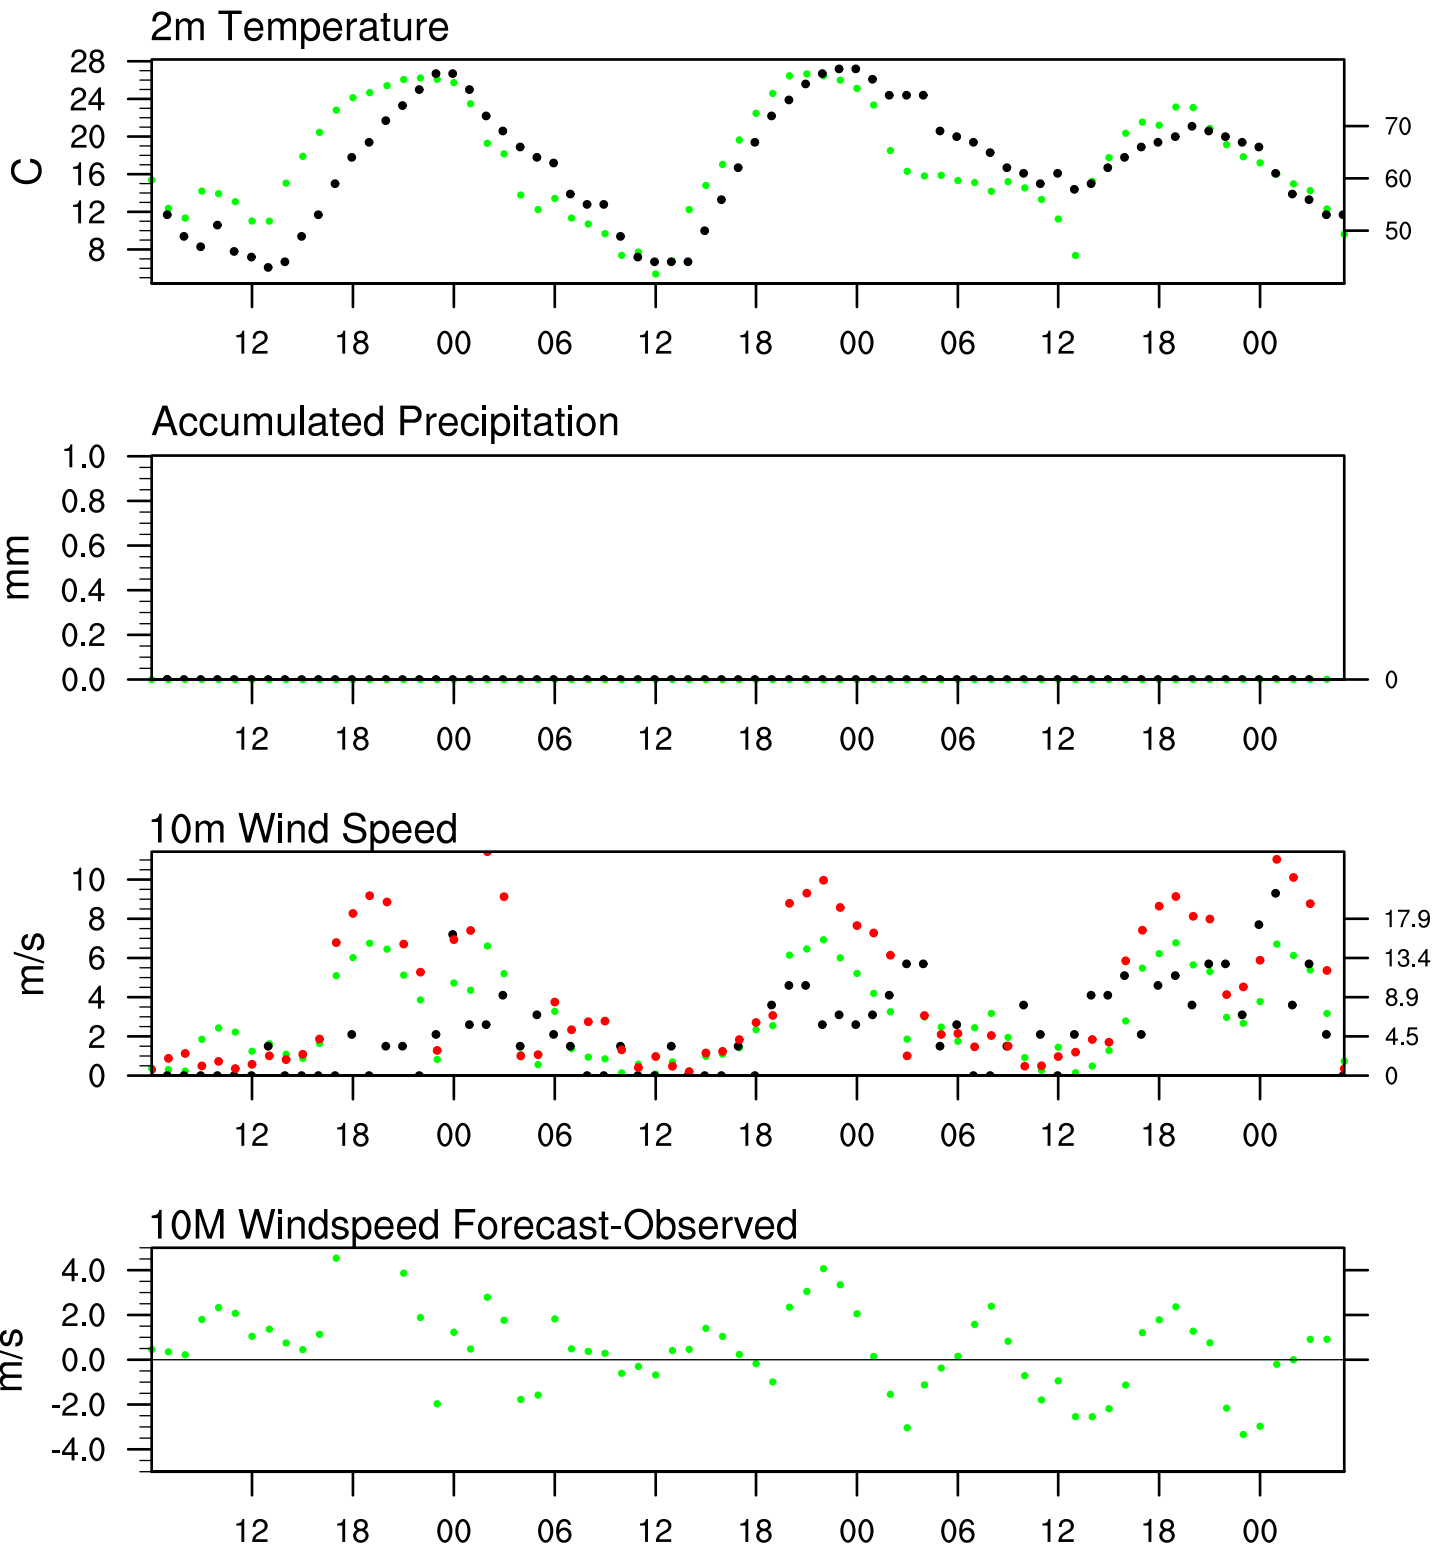 2m Temperature
28
24
20
16
12
8
C
70
60
50
12 18 00 06 12 18 00 06 12 18 00
Accumulated Precipitation
1.0
0.8
0.6
0.4
0.2
0.0
mm
0
12 18 00 06 12 18 00 06 12 18 00
10m Wind Speed
10
8
6
4
2
0
m/s
17.9
13.4
8.9
4.5
0
12 18 00 06 12 18 00 06 12 18 00
10M Windspeed Forecast-Observed
4.0
2.0
0.0
-2.0
-4.0
m/s
12 18 00 06 12 18 00 06 12 18 00